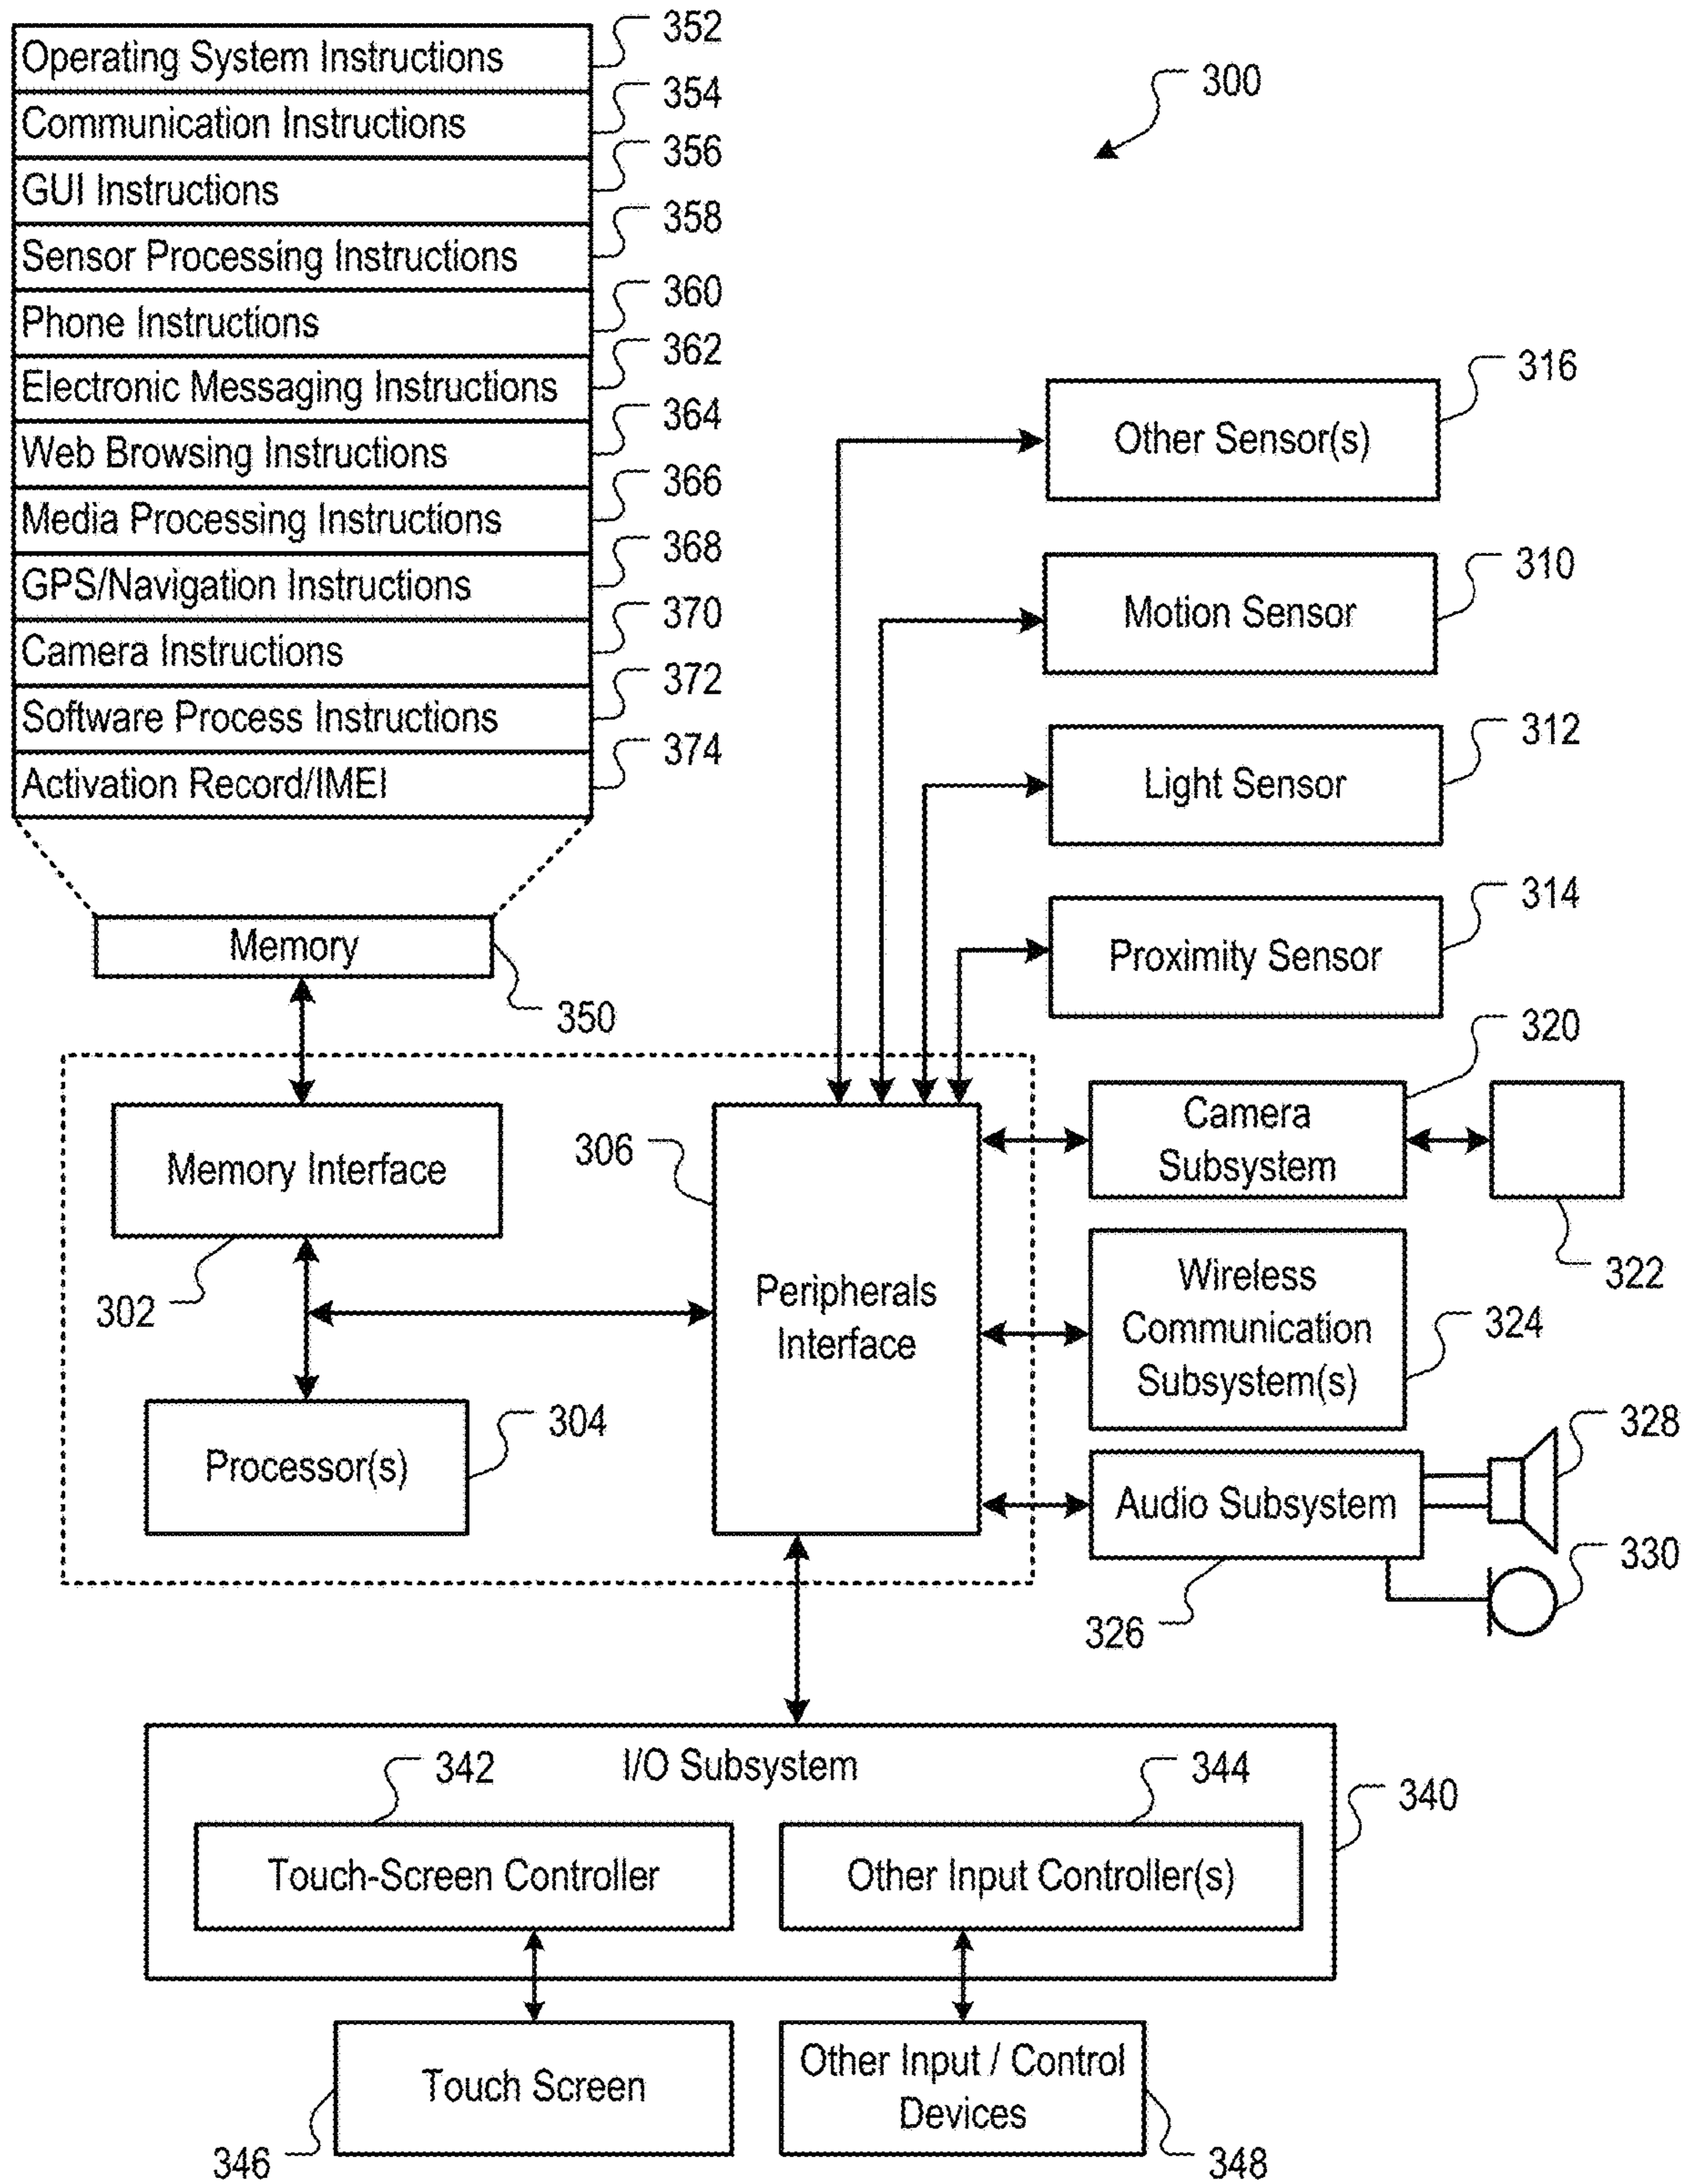 Operating System Instructions
352
Communication Instructions
354
GUI Instructions
356
Sensor Processing Instructions
358
Phone Instructions
360
Electronic Messaging Instructions
362
Web Browsing Instructions
364
Media Processing Instructions
366
GPS/Navigation Instructions
368
Camera Instructions
370
Software Process Instructions
372
Activation Record/IMEI
374
300
Other Sensor(s)
316
Motion Sensor
310
Light Sensor
312
Proximity Sensor
314
Memory
350
Memory Interface
302
Processor(s)
304
306
Peripherals
Interface
Camera
Subsystem
320
322
Wireless
Communication
Subsystem(s)
324
Audio Subsystem
326
328
330
I/O Subsystem
340
342
Touch-Screen Controller
344
Other Input Controller(s)
Touch Screen
346
Other Input / Control
Devices
348